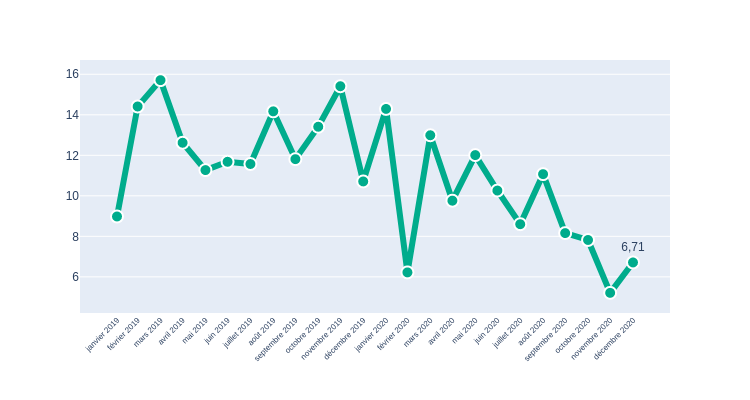 16
14
12
10
8
6
6,71
janvier 2019
février 2019
mars 2019
avril 2019
mai 2019
juin 2019
juillet 2019
août 2019
septembre 2019
octobre 2019
novembre 2019
décembre 2019
janvier 2020
février 2020
mars 2020
avril 2020
mai 2020
juin 2020
juillet 2020
août 2020
septembre 2020
octobre 2020
novembre 2020
décembre 2020